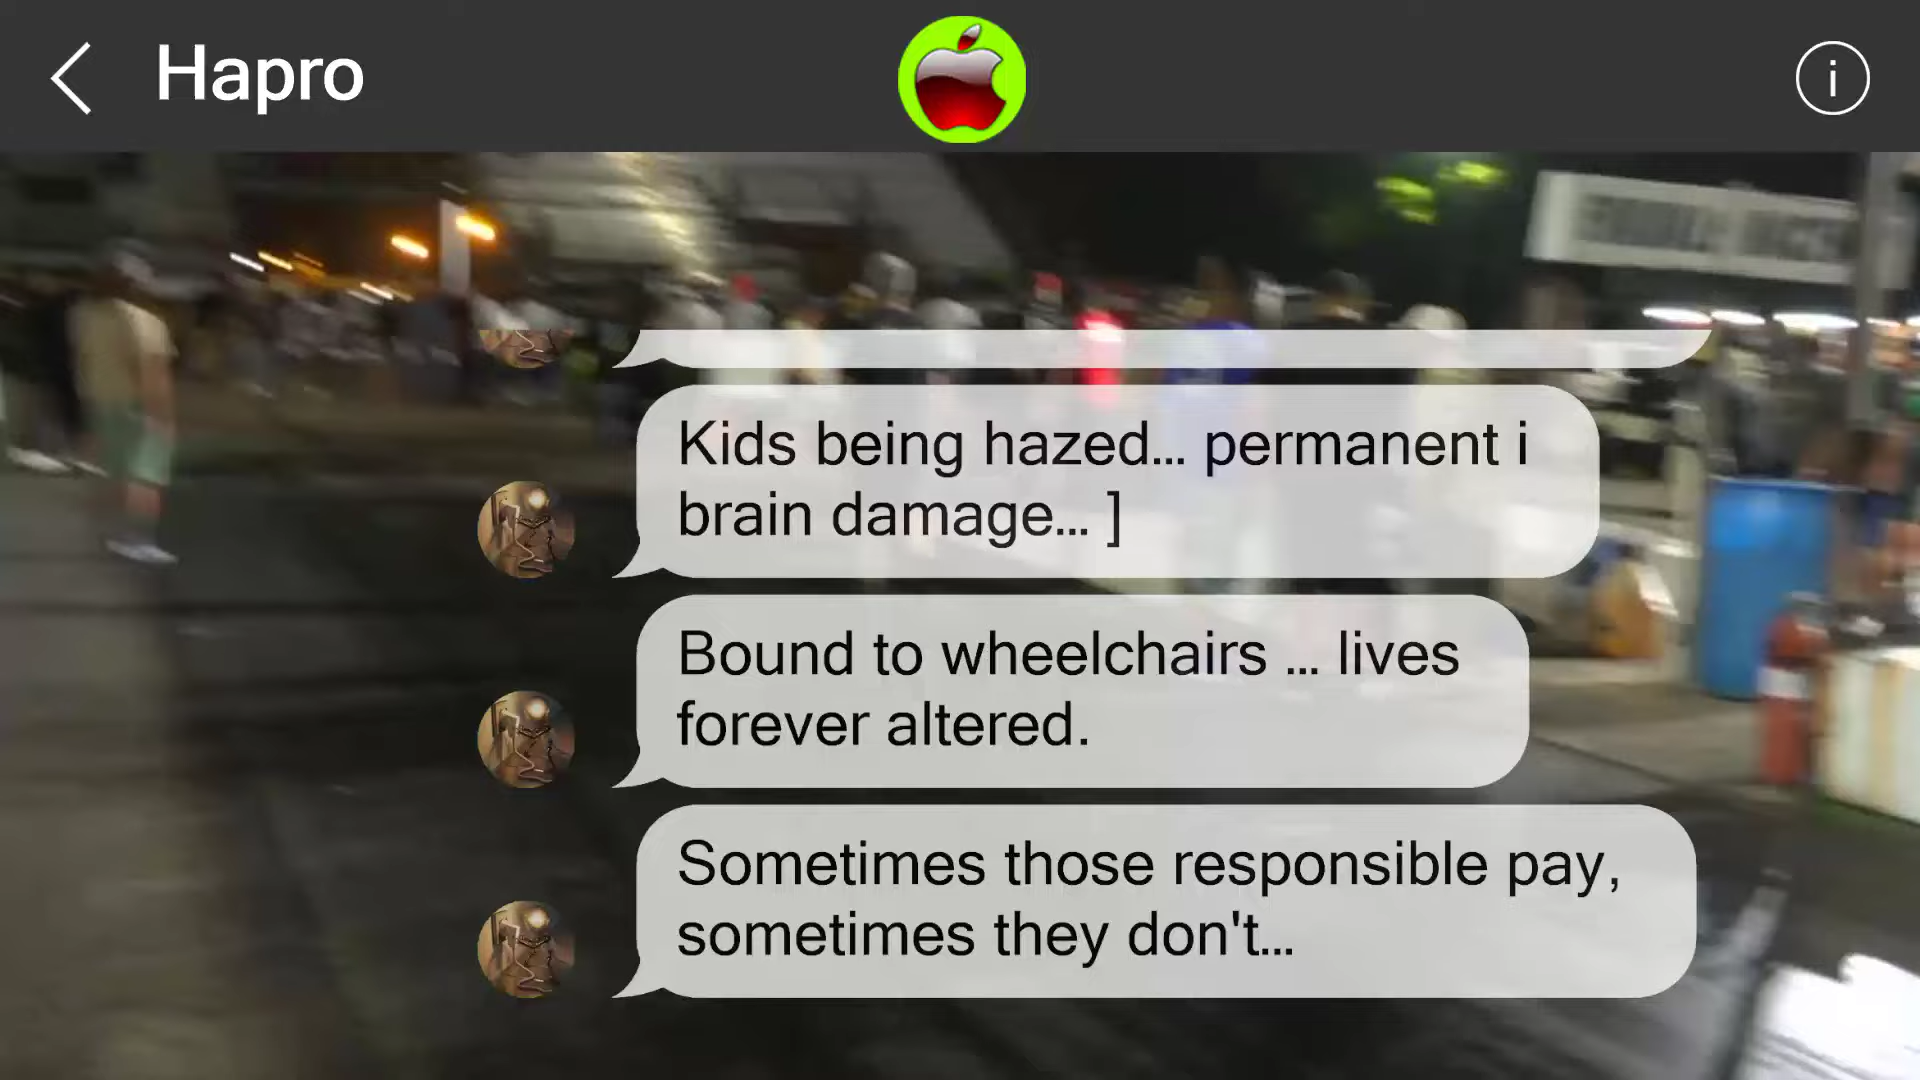 Hapro
Kids being hazed... permanent i
brain damage... ]
Bound to wheelchairs ... lives
forever altered.
Sometimes those responsible pay,
sometimes they don't...